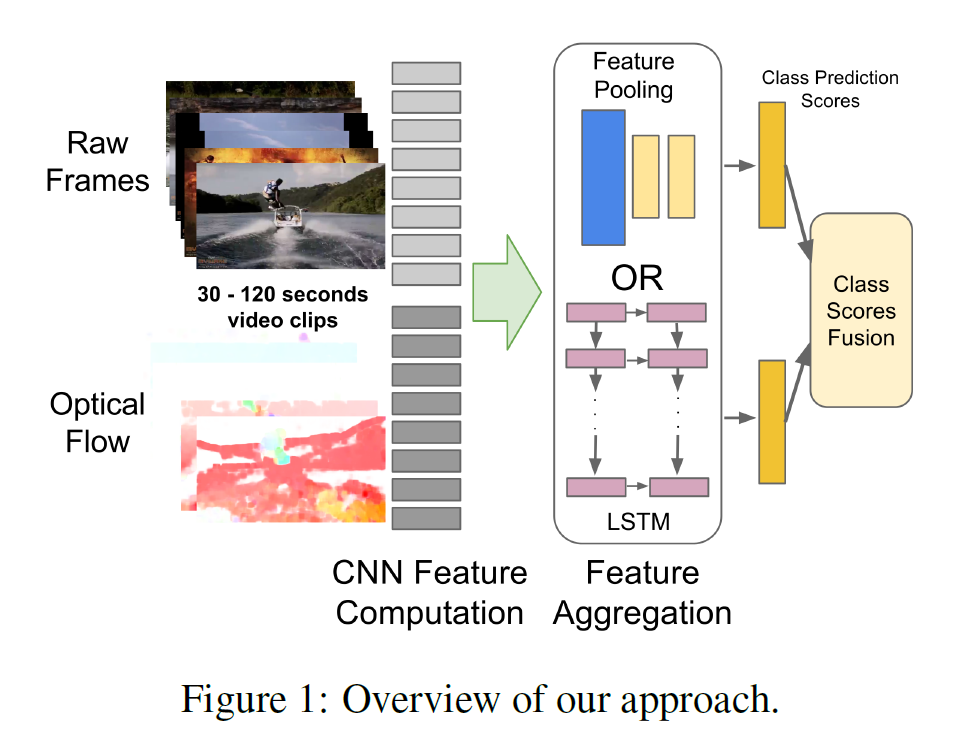 Raw
Frames
30 - 120 seconds
video clips
Optical
Flow
CNN Feature
Computation
Feature
Pooling
OR
LSTM
Feature
Aggregation
Class Prediction
Scores
Class
Scores
Fusion
Figure 1: Overview of our approach.